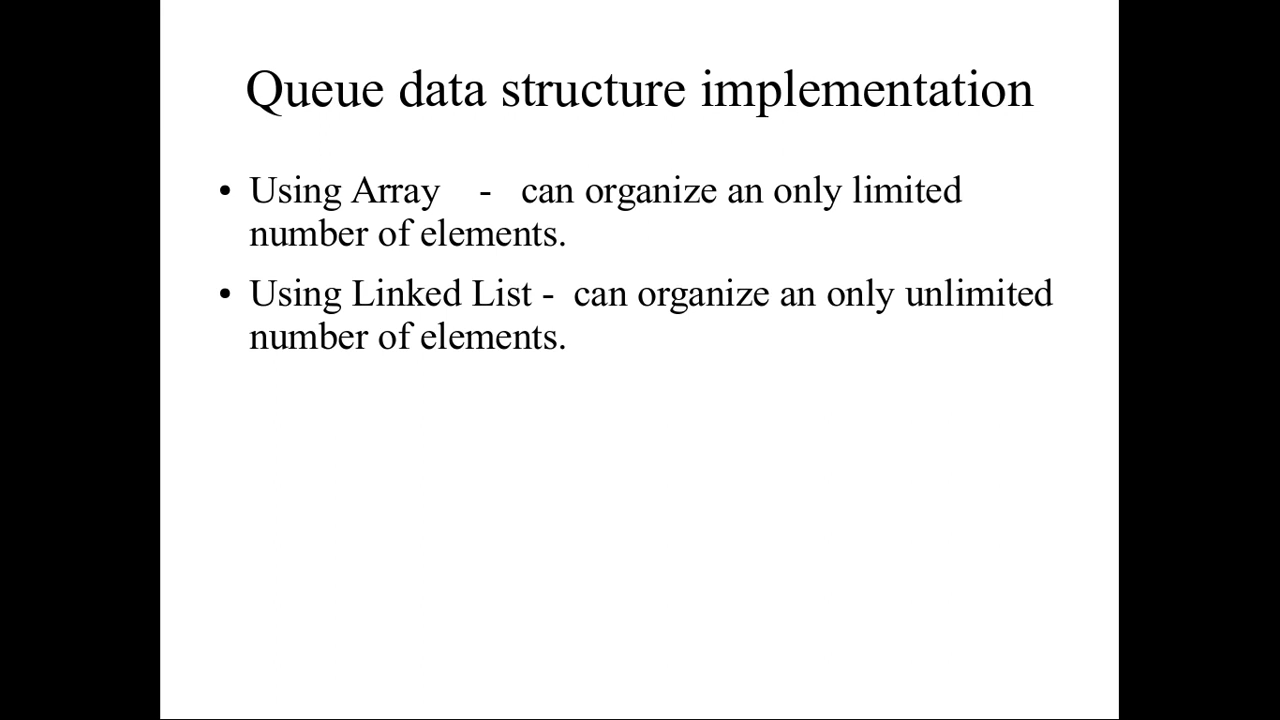 Queue data structure implementation
• Using Array - can organize an only limited
number of elements.
• Using Linked List - can organize an only unlimited
number of elements.